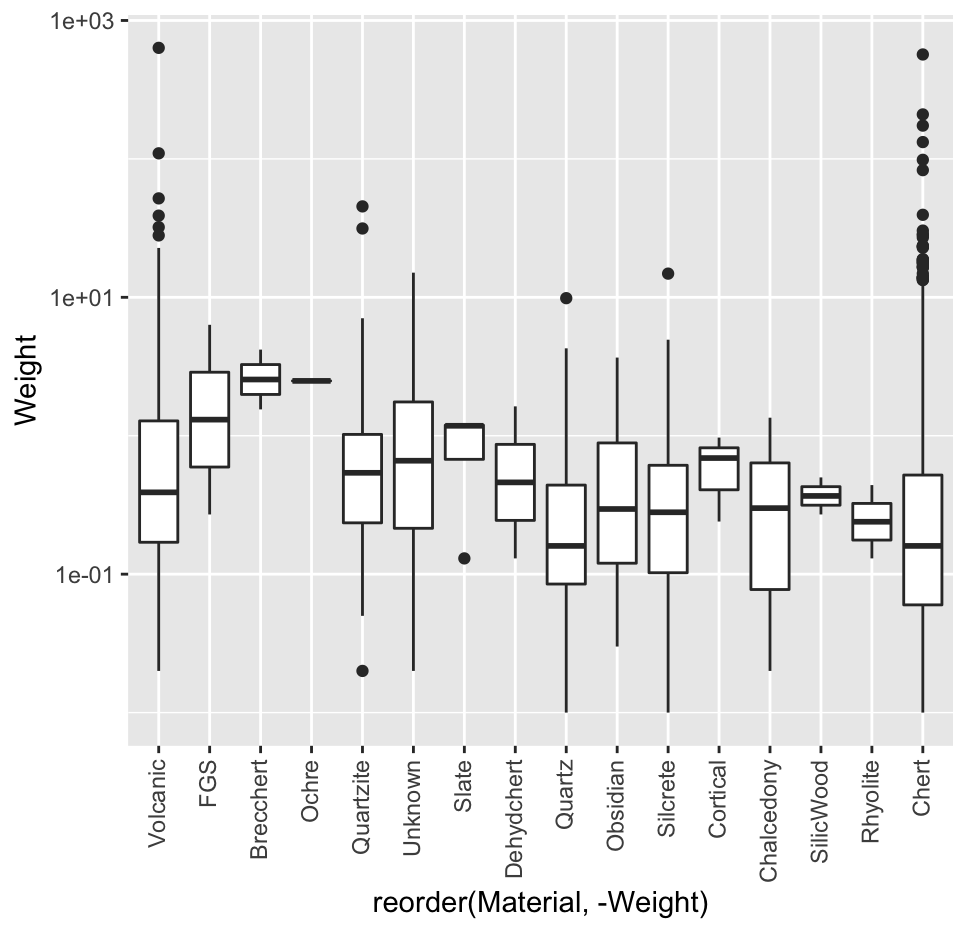 1e+03
1e+01
1e-01
Weight
Volcanic
FGS
Brecchert
Ochre
Quartzite
Unknown
Slate
Dehydchert
Quartz
Obsidian
Silcrete
Cortical
Chalcedony
SilicWood
Rhyolite
Chert
reorder(Material, -Weight)